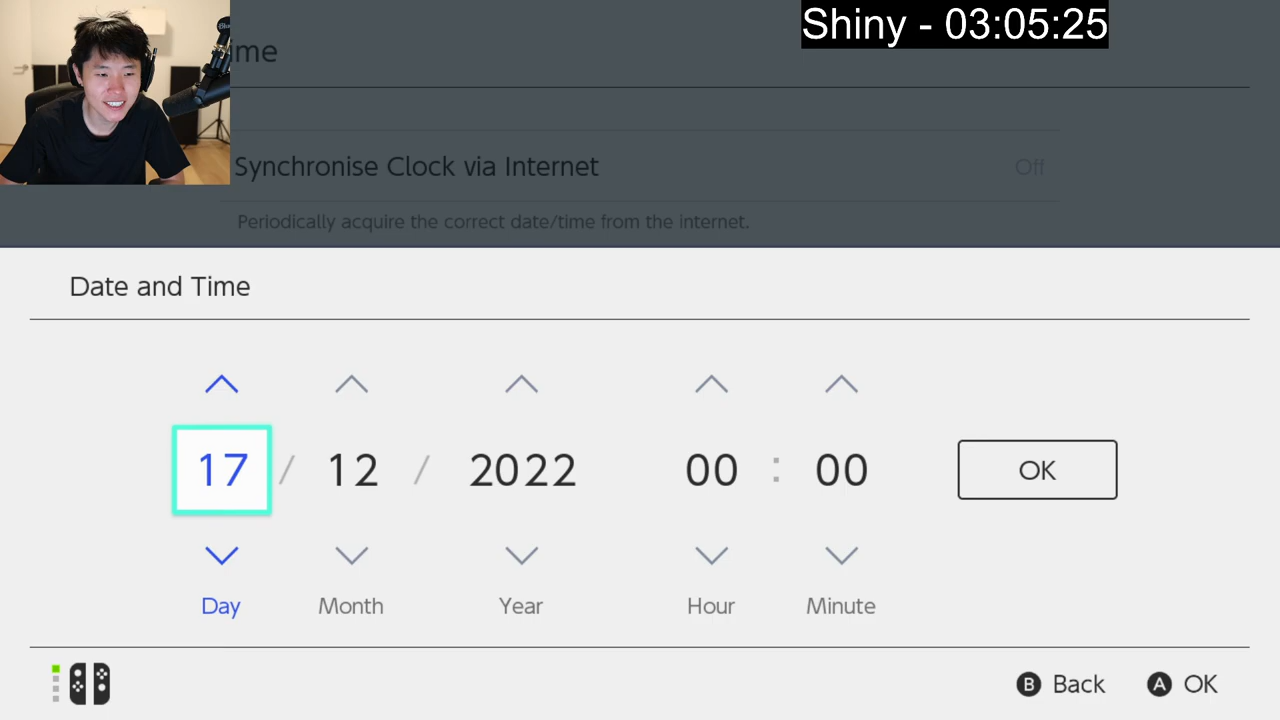 Shiny - 03:05:25
me
Synchronise Clock via Internet Off
Periodically acquire the correct date/time from the internet.
Date and Time
17 / 12 / 2022 00 : 00 OK
Day Month Year Hour Minute
B Back A OK